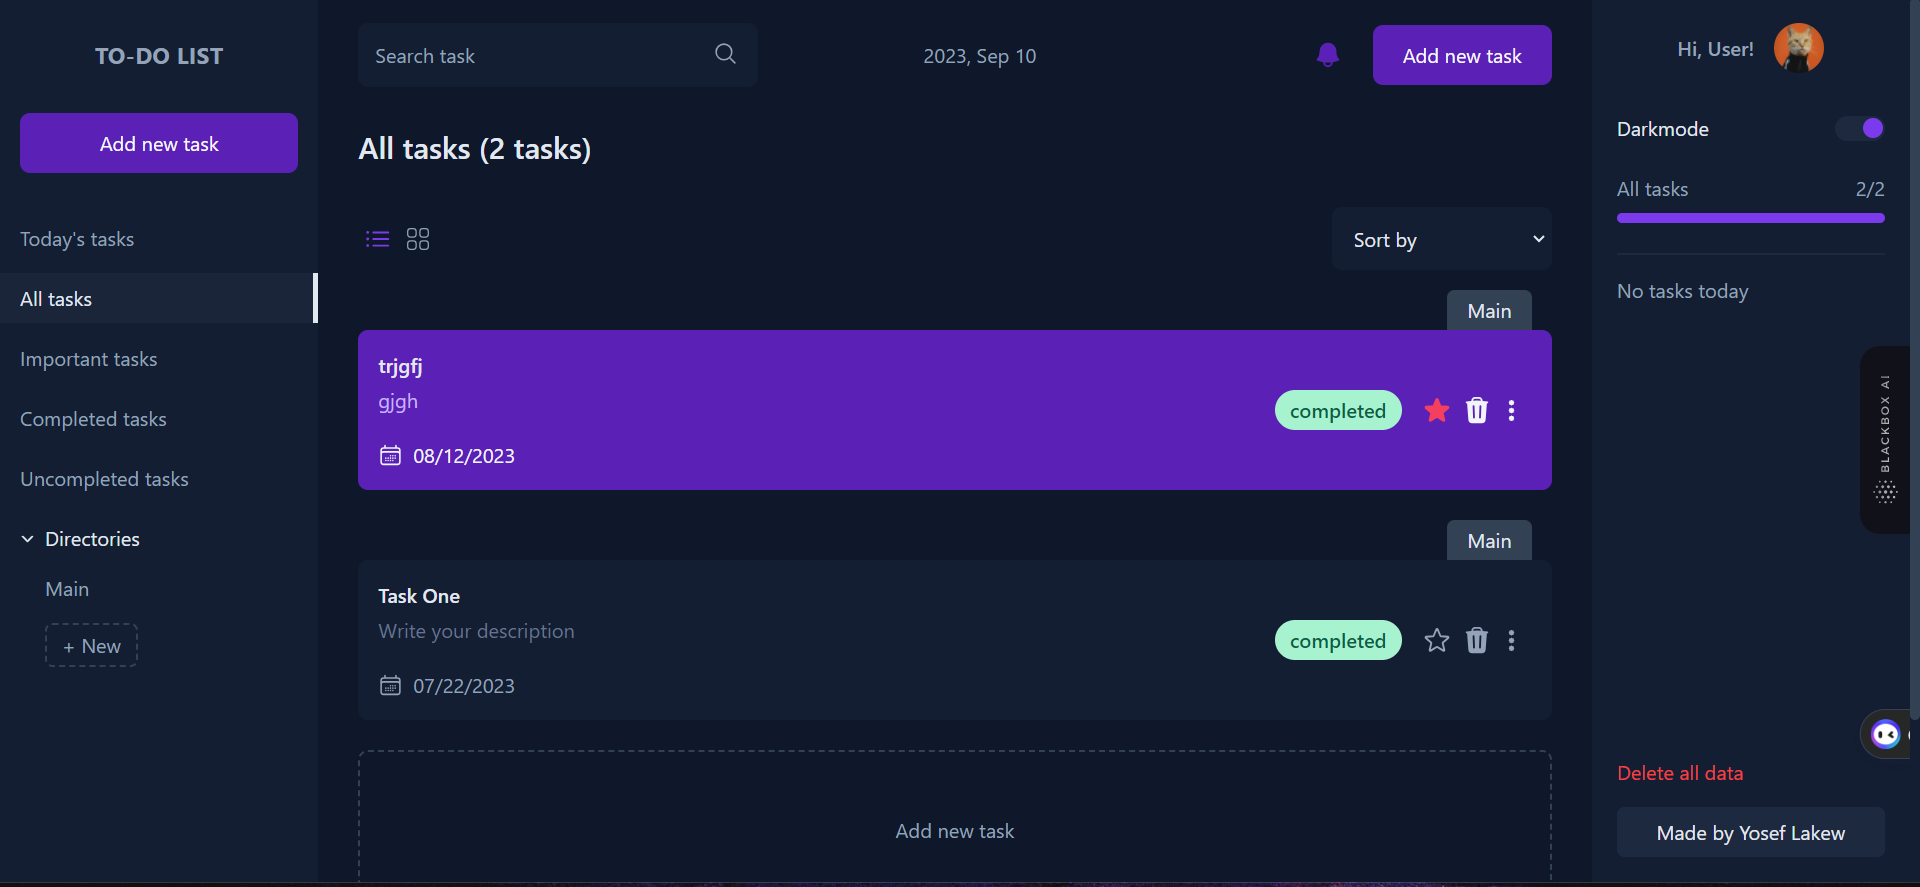 TO-DO LIST
Add new task
Today's tasks
All tasks
Important tasks
Completed tasks
Uncompleted tasks
Directories
Main
+ New
Search task
2023, Sep 10
Add new task
All tasks (2 tasks)
Sort by
Main
trjgfj
gjgh
completed
08/12/2023
Main
Task One
Write your description
completed
07/22/2023
Add new task
Hi, User!
Darkmode
All tasks
2/2
No tasks today
BLACKBOX AI
Delete all data
Made by Yosef Lakew